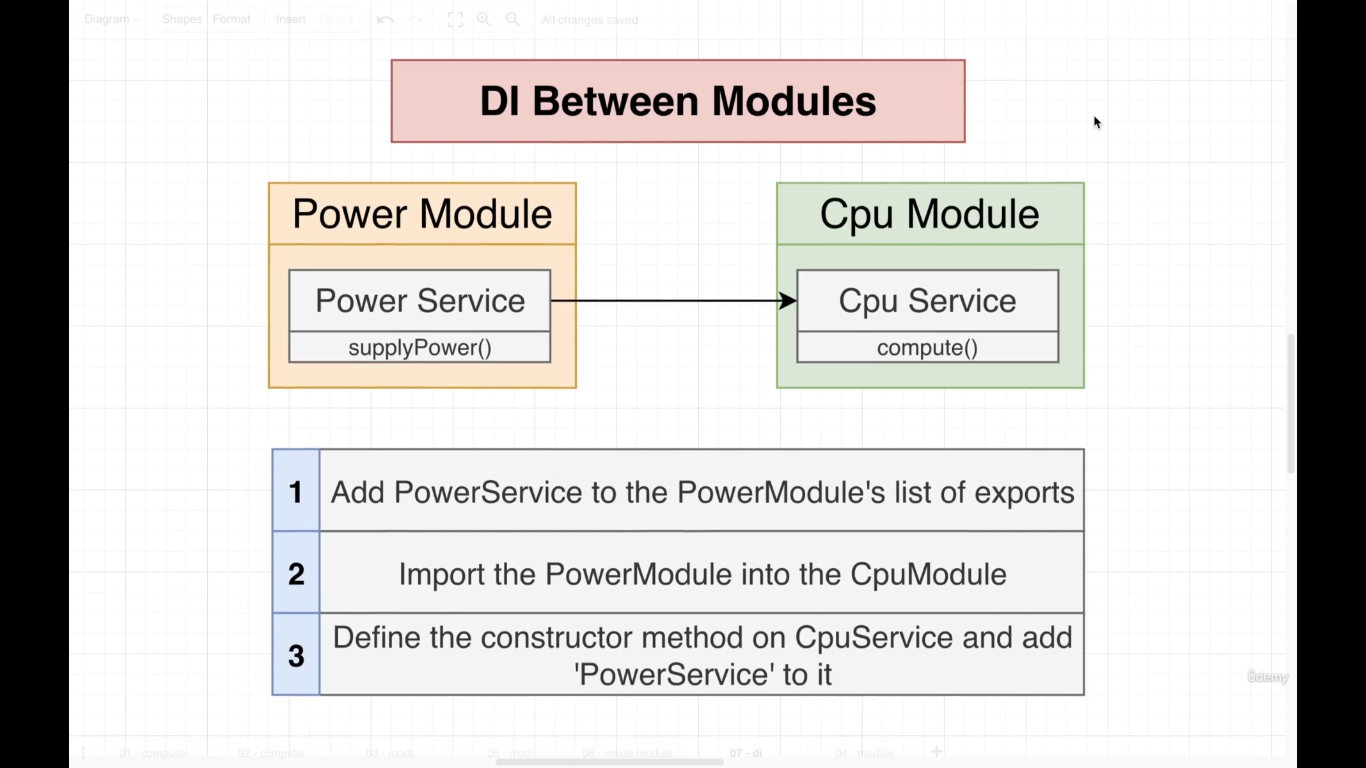 Diagram Shapes Format Insert Delete All changes saved
DI Between Modules
Power Module
Power Service
supplyPower()
Cpu Module
Cpu Service
compute()
1 Add PowerService to the PowerModule's list of exports
2 Import the PowerModule into the CpuModule
3 Define the constructor method on CpuService and add
'PowerService' to it
ûdemy
01 - computer 02 - computer 03 - mode 05 - mod 06 - inside module 07 - di 04 - module